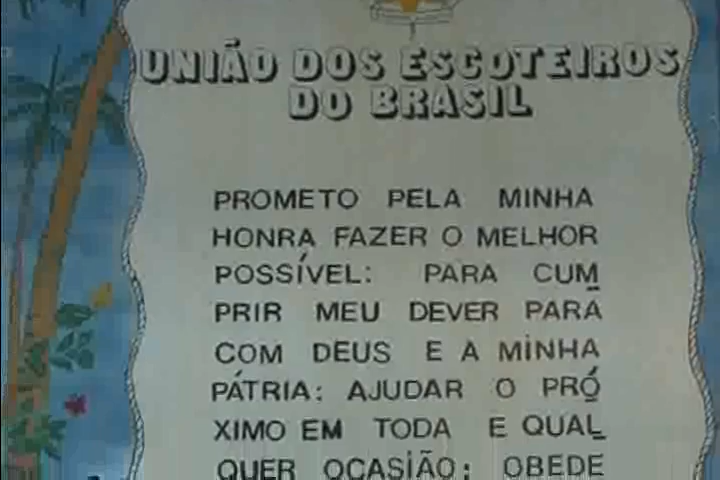 UNIÃO DOS ESCOTEIROS
DO BRASIL
PROMETO PELA MINHA
HONRA FAZER O MELHOR
POSSÍVEL: PARA CUM
PRIR MEU DEVER PARA
COM DEUS E A MINHA
PÁTRIA: AJUDAR O PRÓ
XIMO EM TODA E QUAL
QUER OCASIÃO; OBEDE